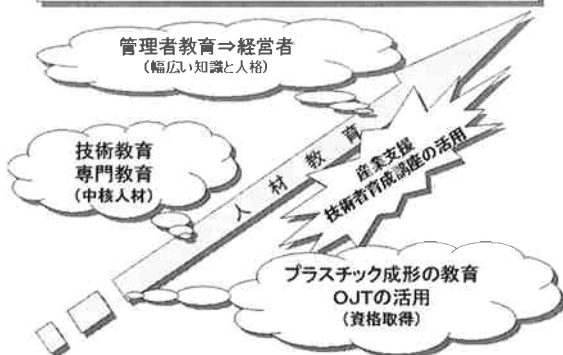 管理者教育⇒経営者
(幅広い知識と人格)
技術教育
専門教育
(中核人材)
人材教育
産業支援
技術者育成講座の活用
プラスチック成形の教育
OJTの活用
(資格取得)